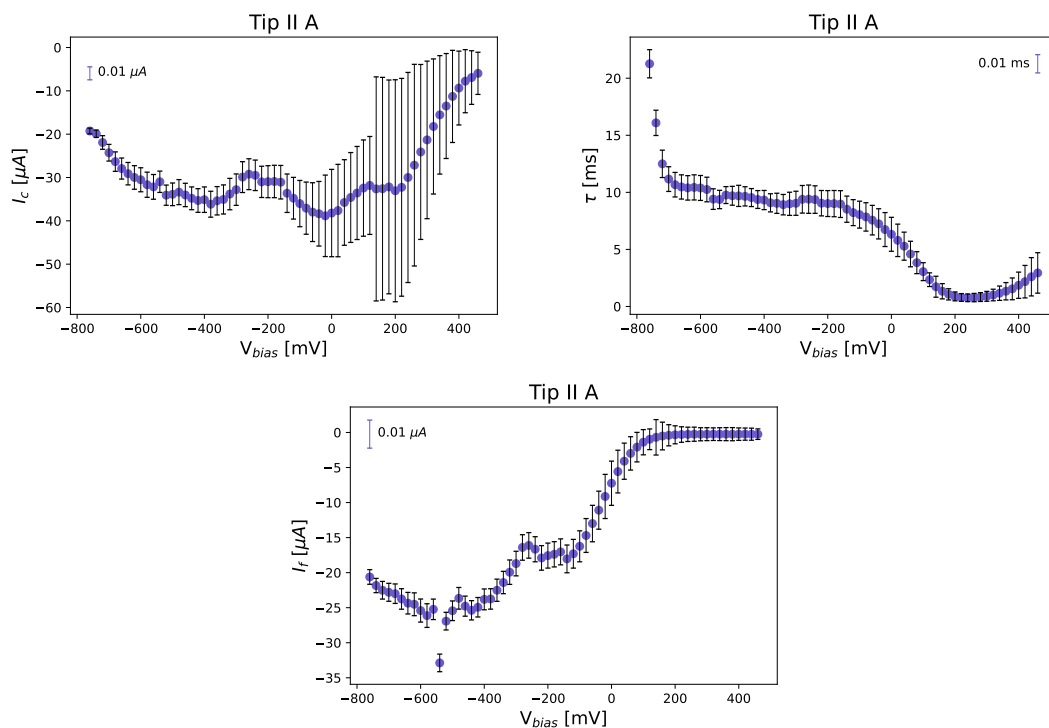 Tip II A
0
−10
−20
−30
−40
−50
−60
I_c [μA]
0.01 μA
−800 −600 −400 −200 0 200 400
V_bias [mV]
Tip II A
20
15
10
5
0
τ [ms]
0.01 ms
−800 −600 −400 −200 0 200 400
V_bias [mV]
Tip II A
0
−5
−10
−15
−20
−25
−30
−35
I_f [μA]
0.01 μA
−800 −600 −400 −200 0 200 400
V_bias [mV]